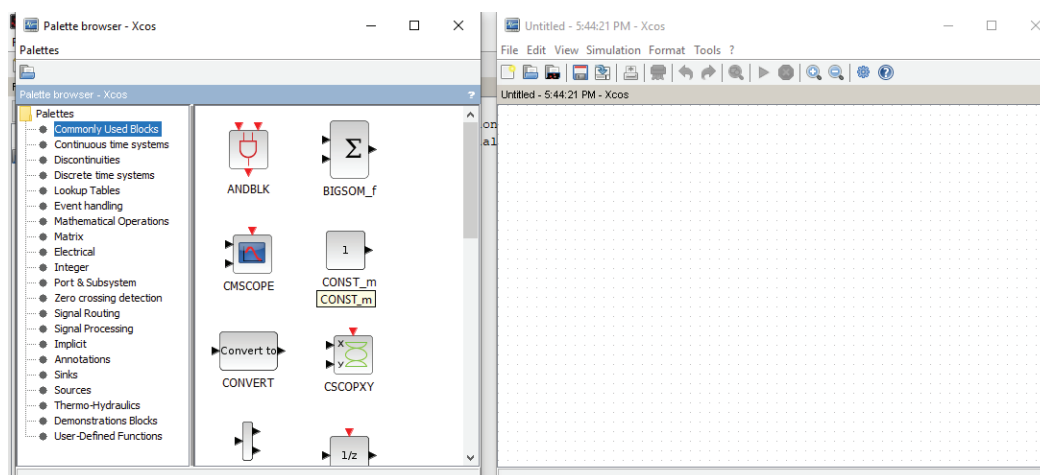 Palette browser - Xcos
Palettes
Palette browser - Xcos ?
Palettes
Commonly Used Blocks
Continuous time systems
Discontinuities
Discrete time systems
Lookup Tables
Event handling
Mathematical Operations
Matrix
Electrical
Integer
Port & Subsystem
Zero crossing detection
Signal Routing
Signal Processing
Implicit
Annotations
Sinks
Sources
Thermo-Hydraulics
Demonstrations Blocks
User-Defined Functions
Σ
ANDBLK BIGSOM_f
1
CMSCOPE CONST_m
CONST_m
Convert to
X
y
CONVERT CSCOPXY
1/z
on
al
Untitled - 5:44:21 PM - Xcos
File Edit View Simulation Format Tools ?
Untitled - 5:44:21 PM - Xcos